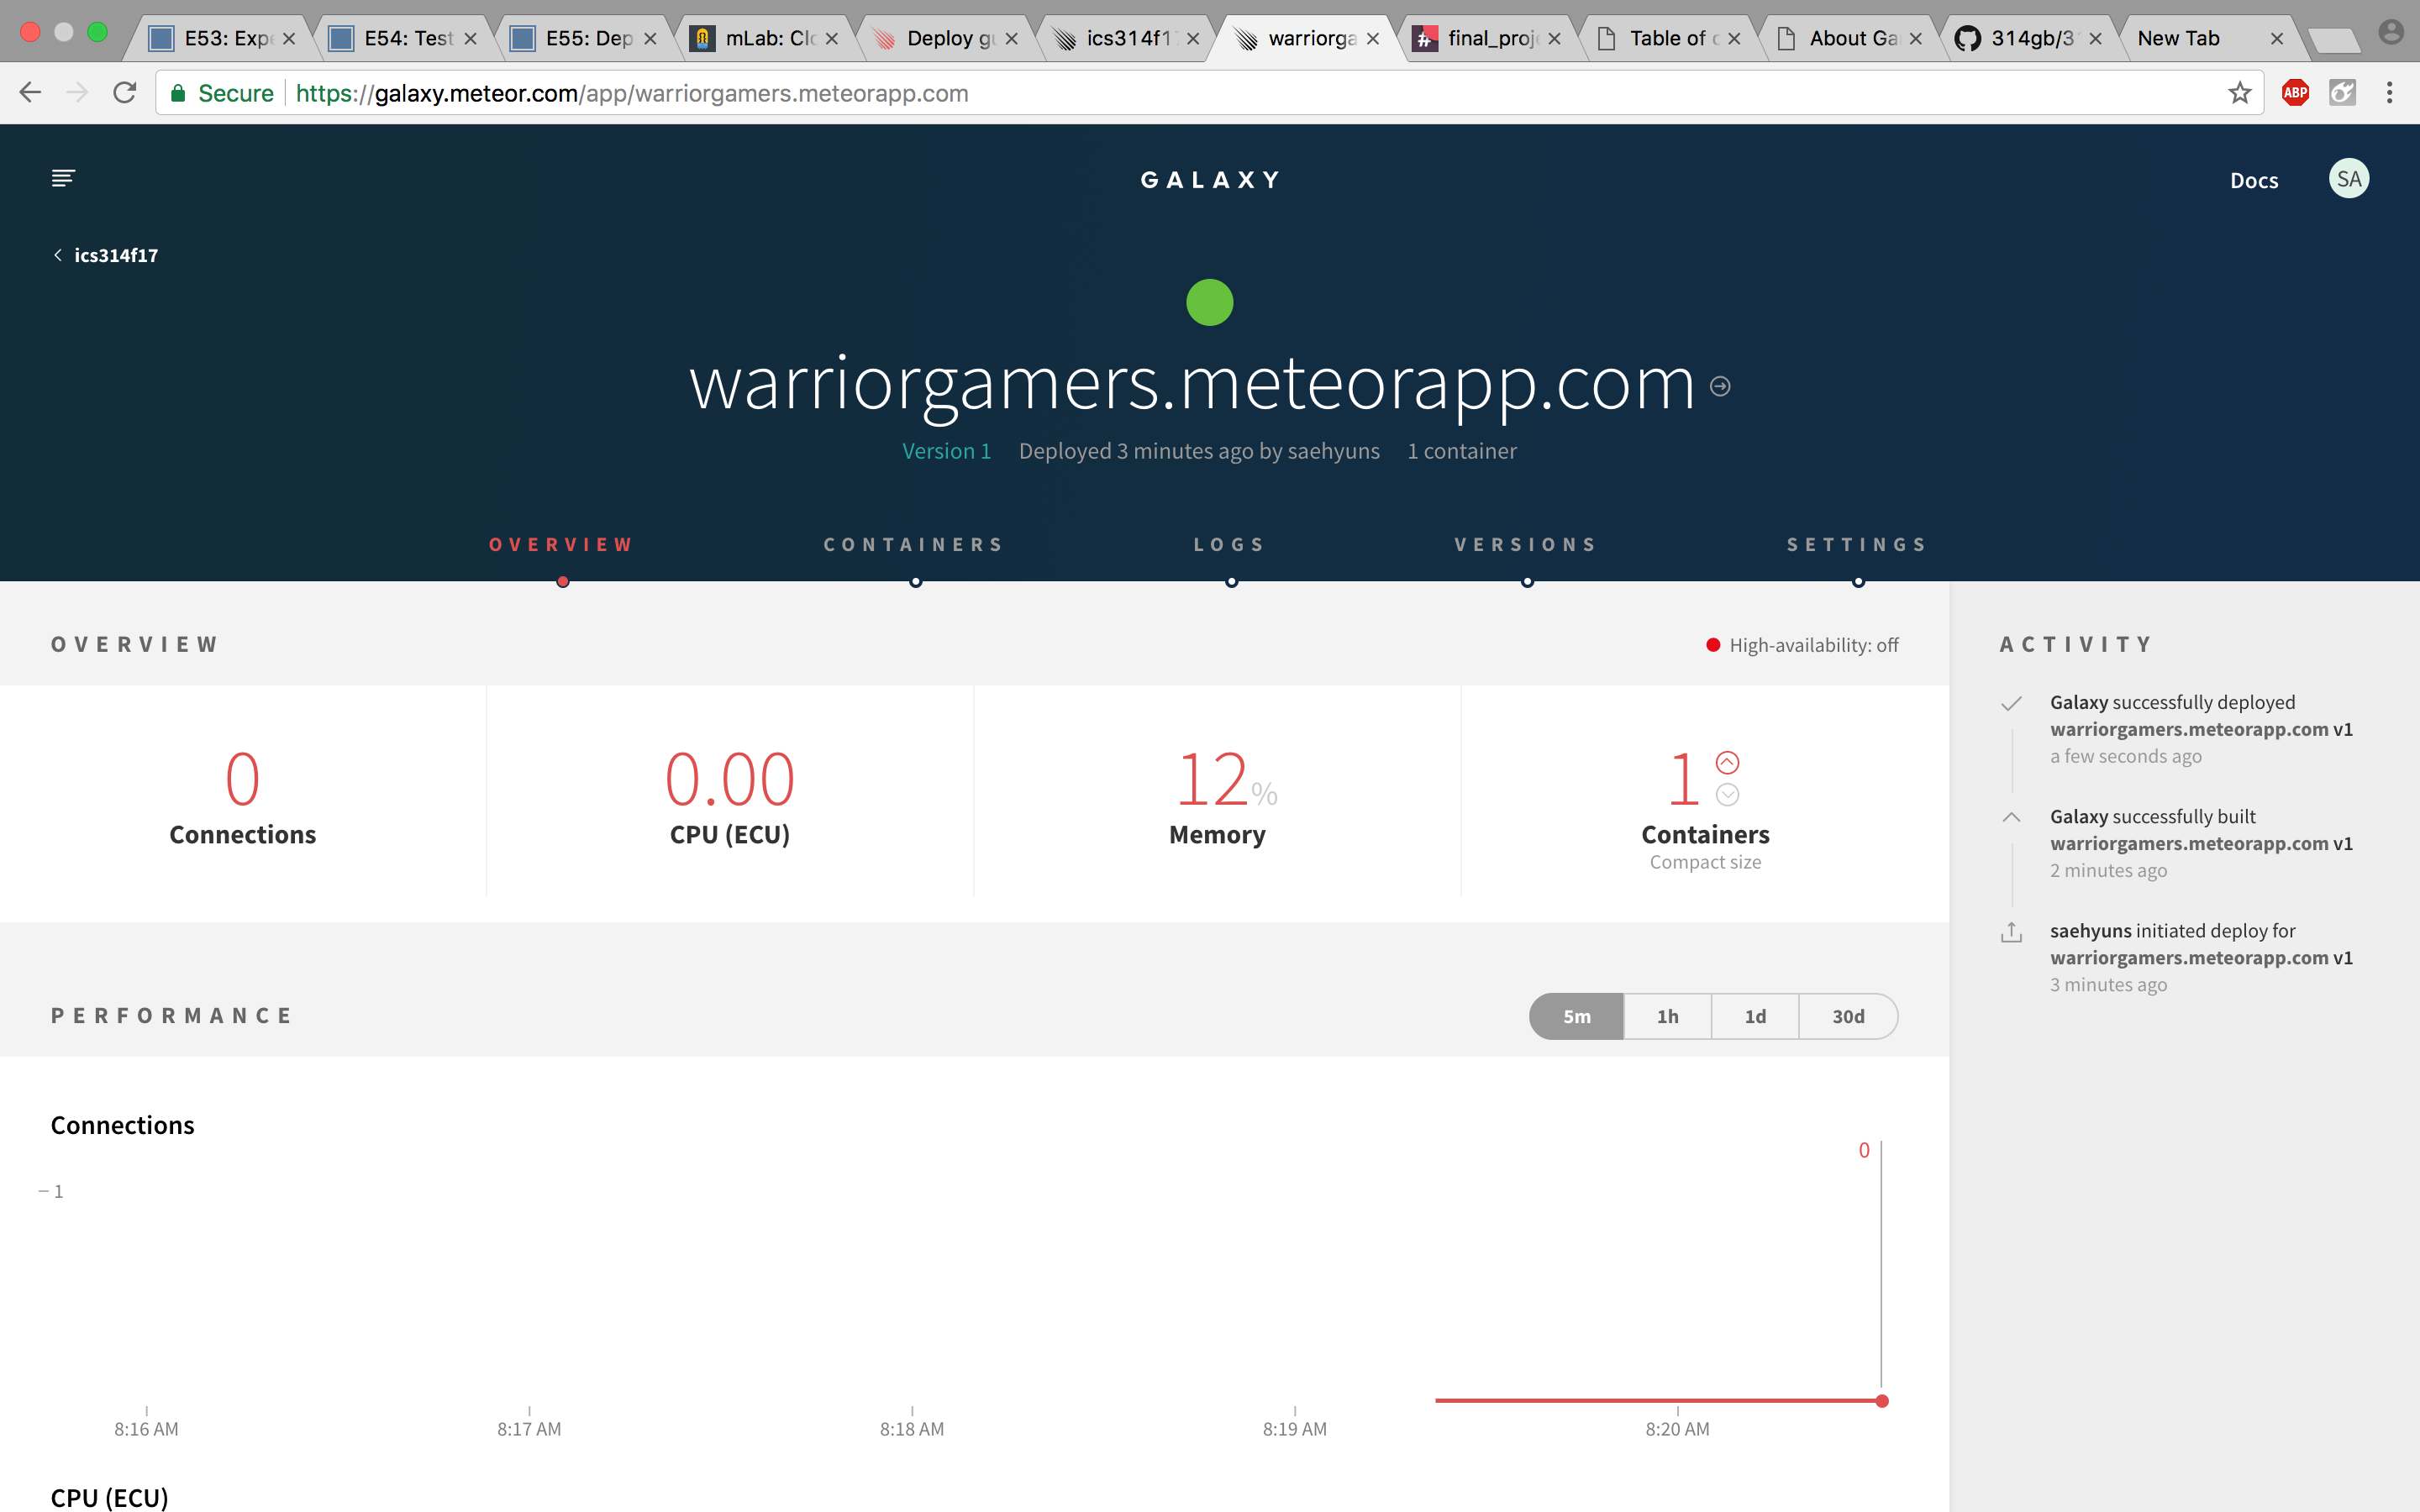 E53: Exp
E54: Test
E55: Dep
mLab: Clo
Deploy gu
ics314f1
warriorga
final_proj
Table of c
About Ga
314gb/3
New Tab
Secure https://galaxy.meteor.com/app/warriorgamers.meteorapp.com
ABP
GALAXY
Docs
SA
ics314f17
warriorgamers.meteorapp.com
Version 1 Deployed 3 minutes ago by saehyuns 1 container
OVERVIEW CONTAINERS LOGS VERSIONS SETTINGS
OVERVIEW
High-availability: off
0
Connections
0.00
CPU (ECU)
12%
Memory
1
Containers
Compact size
PERFORMANCE
5m 1h 1d 30d
Connections
0
1
8:16 AM 8:17 AM 8:18 AM 8:19 AM 8:20 AM
CPU (ECU)
ACTIVITY
Galaxy successfully deployed
warriorgamers.meteorapp.com v1
a few seconds ago
Galaxy successfully built
warriorgamers.meteorapp.com v1
2 minutes ago
saehyuns initiated deploy for
warriorgamers.meteorapp.com v1
3 minutes ago